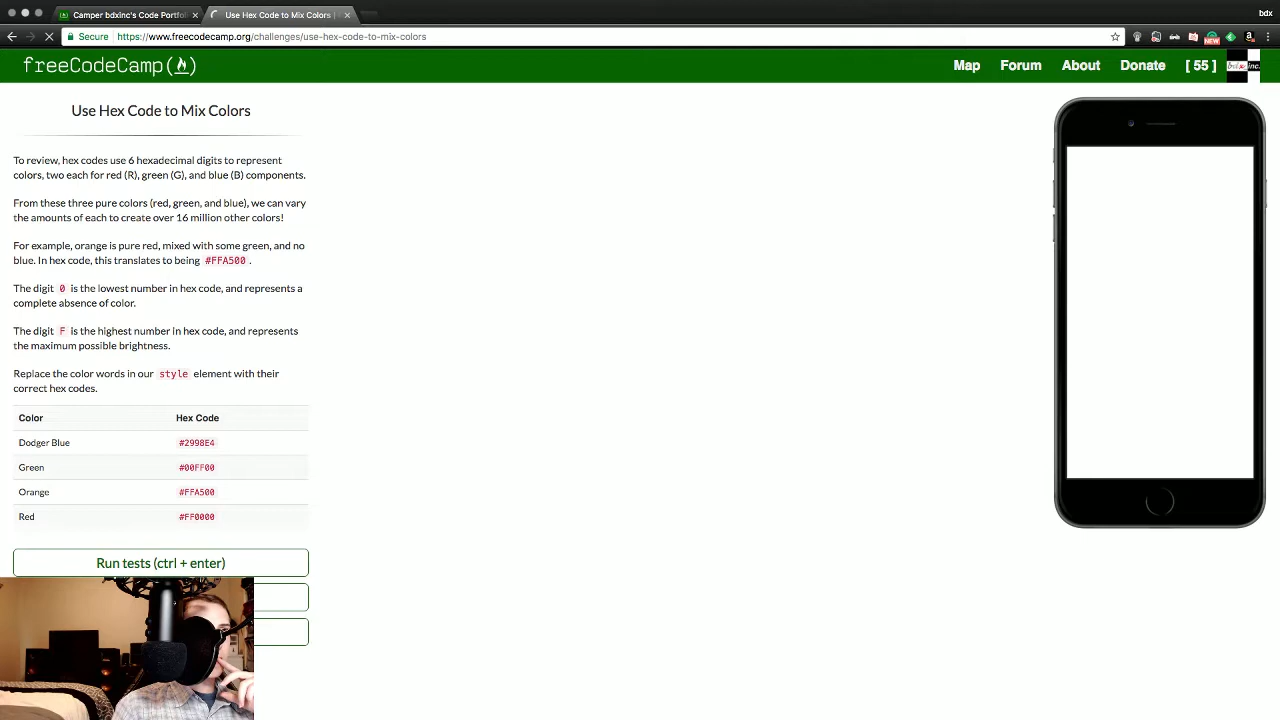 Camper bdxinc's Code Portfo
Use Hex Code to Mix Colors |
bdx
Secure
https://www.freecodecamp.org/challenges/use-hex-code-to-mix-colors
NEW
freeCodeCamp
Map
Forum
About
Donate
[ 55 ]
bdx inc.
Use Hex Code to Mix Colors
To review, hex codes use 6 hexadecimal digits to represent
colors, two each for red (R), green (G), and blue (B) components.
From these three pure colors (red, green, and blue), we can vary
the amounts of each to create over 16 million other colors!
For example, orange is pure red, mixed with some green, and no
blue. In hex code, this translates to being #FFA500 .
The digit 0 is the lowest number in hex code, and represents a
complete absence of color.
The digit F is the highest number in hex code, and represents
the maximum possible brightness.
Replace the color words in our style element with their
correct hex codes.
Color Hex Code
Dodger Blue #2998E4
Green #00FF00
Orange #FFA500
Red #FF0000
Run tests (ctrl + enter)